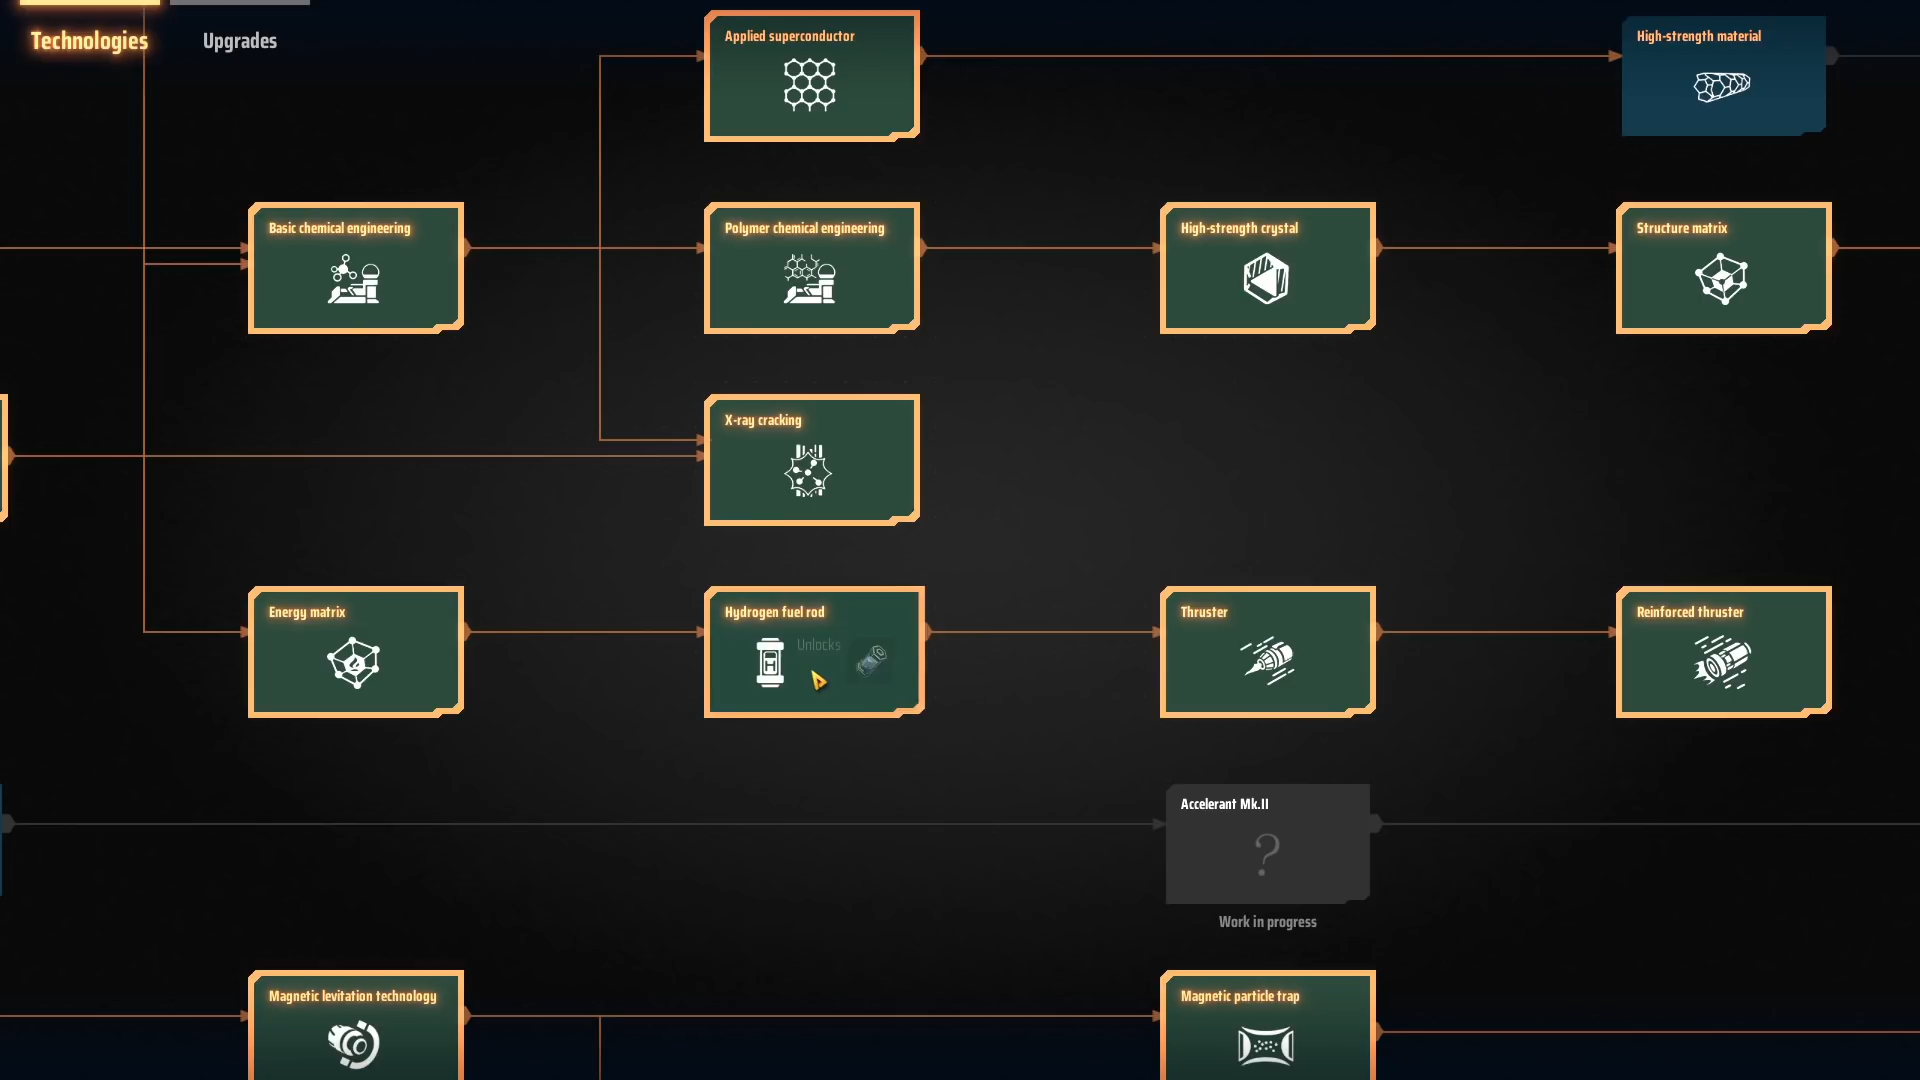 Technologies
Upgrades
Applied superconductor
High-strength material
Basic chemical engineering
Polymer chemical engineering
High-strength crystal
Structure matrix
X-ray cracking
Energy matrix
Hydrogen fuel rod
Unlocks
Thruster
Reinforced thruster
Accelerant Mk.II
?
Work in progress
Magnetic levitation technology
Magnetic particle trap